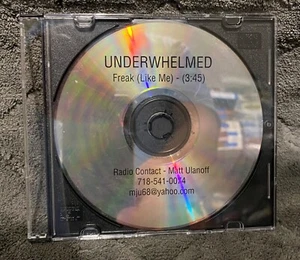 UNDERWHELMED
Freak (Like Me) - (3:45)
Radio Contact - Matt Ulanoff
718-541-0074
mju68@yahoo.com